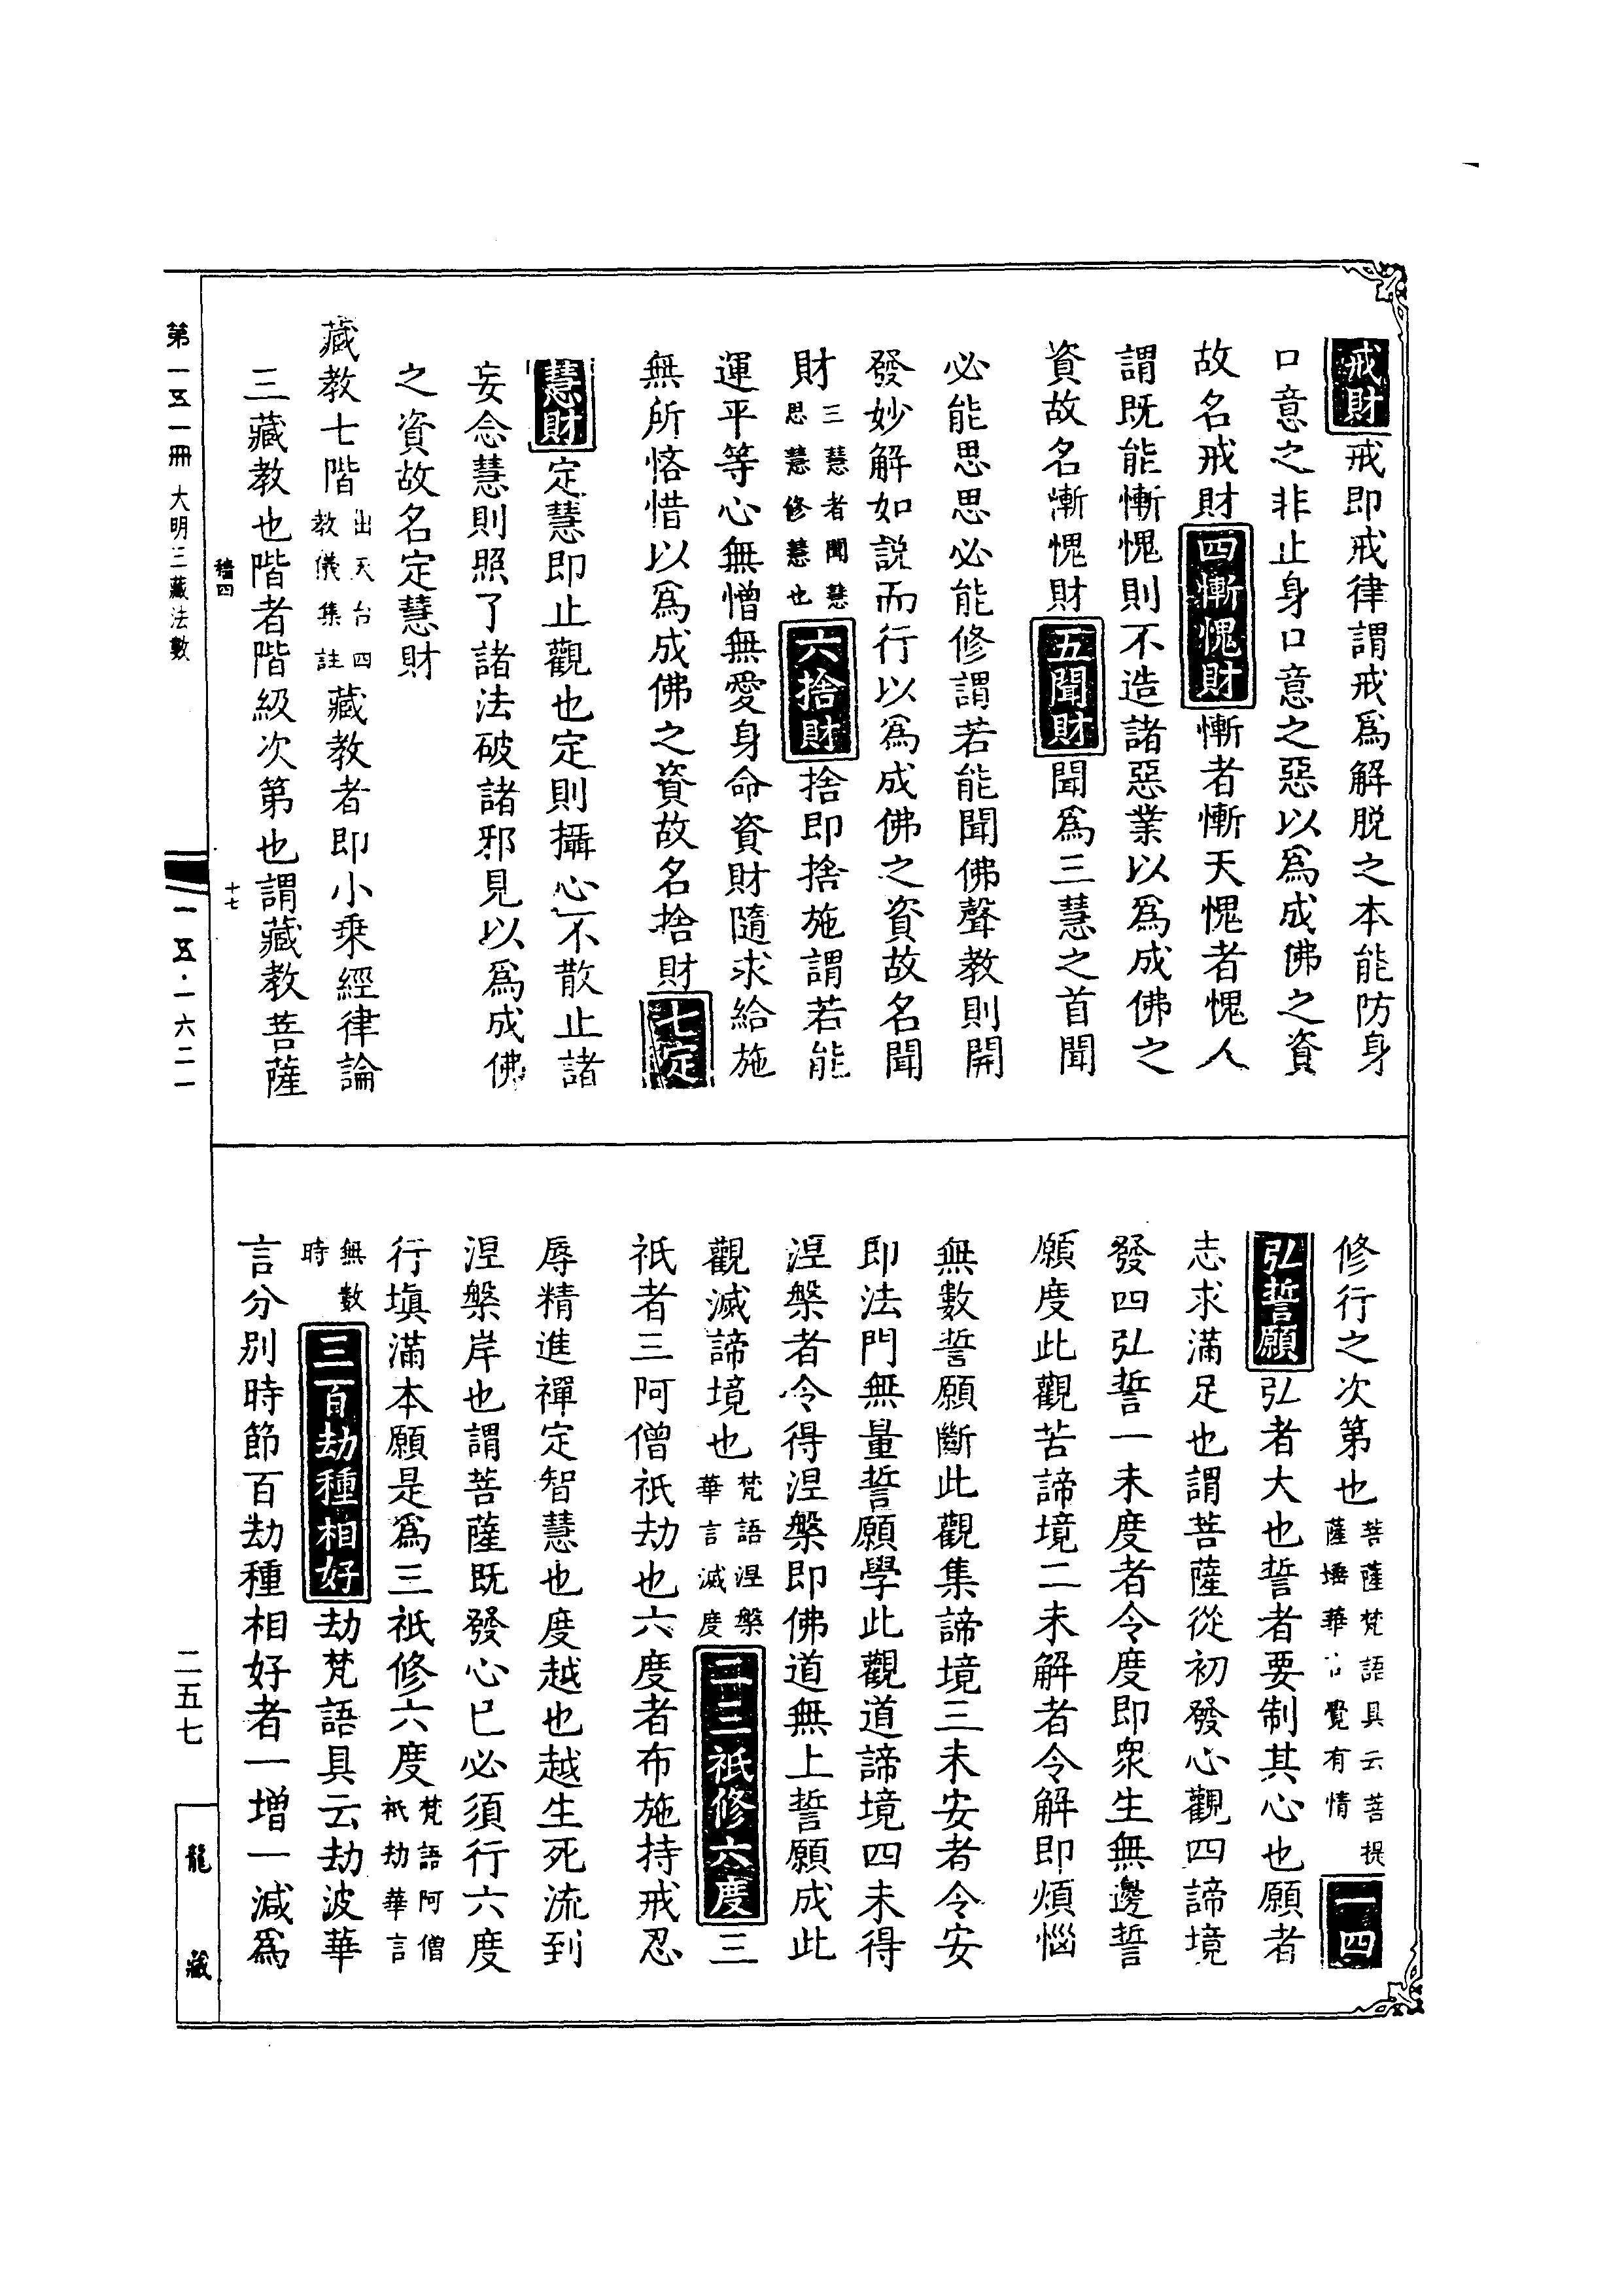 戒財戒即戒律謂戒爲解脱之本能防身
口意之非止身口意之惡以爲成佛之資
故名戒財四慚愧財慚者慚天愧者愧人
謂既能慚愧則不造諸惡業以爲成佛之
資故名慚愧財五聞財聞爲三慧之首聞
必能思思必能修謂若能聞佛聲教則開
發妙解如説而行以爲成佛之資故名聞
財三慧者聞慧思慧修慧也六捨財捨即捨施謂若能
運平等心無憎無愛身命資財隨求給施
無所悋惜以爲成佛之資故名捨財七定
慧財定慧即止觀也定則攝心不散止諸
妄念慧則照了諸法破諸邪見以爲成佛
之資故名定慧財
藏教七階出天台四教儀集註藏教者即小乘經律論
三藏教也階者階級次第也謂藏教菩薩
穡四
十七
修行之次第也菩薩梵語具云菩提薩埵華言覺有情一四
弘誓願弘者大也誓者要制其心也願者
志求滿足也謂菩薩從初發心觀四諦境
發四弘誓一未度者令度即衆生無邊誓
願度此觀苦諦境二未解者令解即煩惱
無數誓願斷此觀集諦境三未安者令安
即法門無量誓願學此觀道諦境四未得
涅槃者令得涅槃即佛道無上誓願成此
觀滅諦境也梵語涅槃華言滅度二三祇修六度三
祇者三阿僧祇劫也六度者布施持戒忍
辱精進禪定智慧也度越也越生死流到
涅槃岸也謂菩薩既發心已必須行六度
行塡滿本願是爲三祇修六度梵語阿僧祇劫華言
無數時三百劫種相好劫梵語具云劫波華
言分別時節百劫種相好者一增一減爲
第一五一冊 大明三藏法數
一五·一六二一
二五七
龍藏